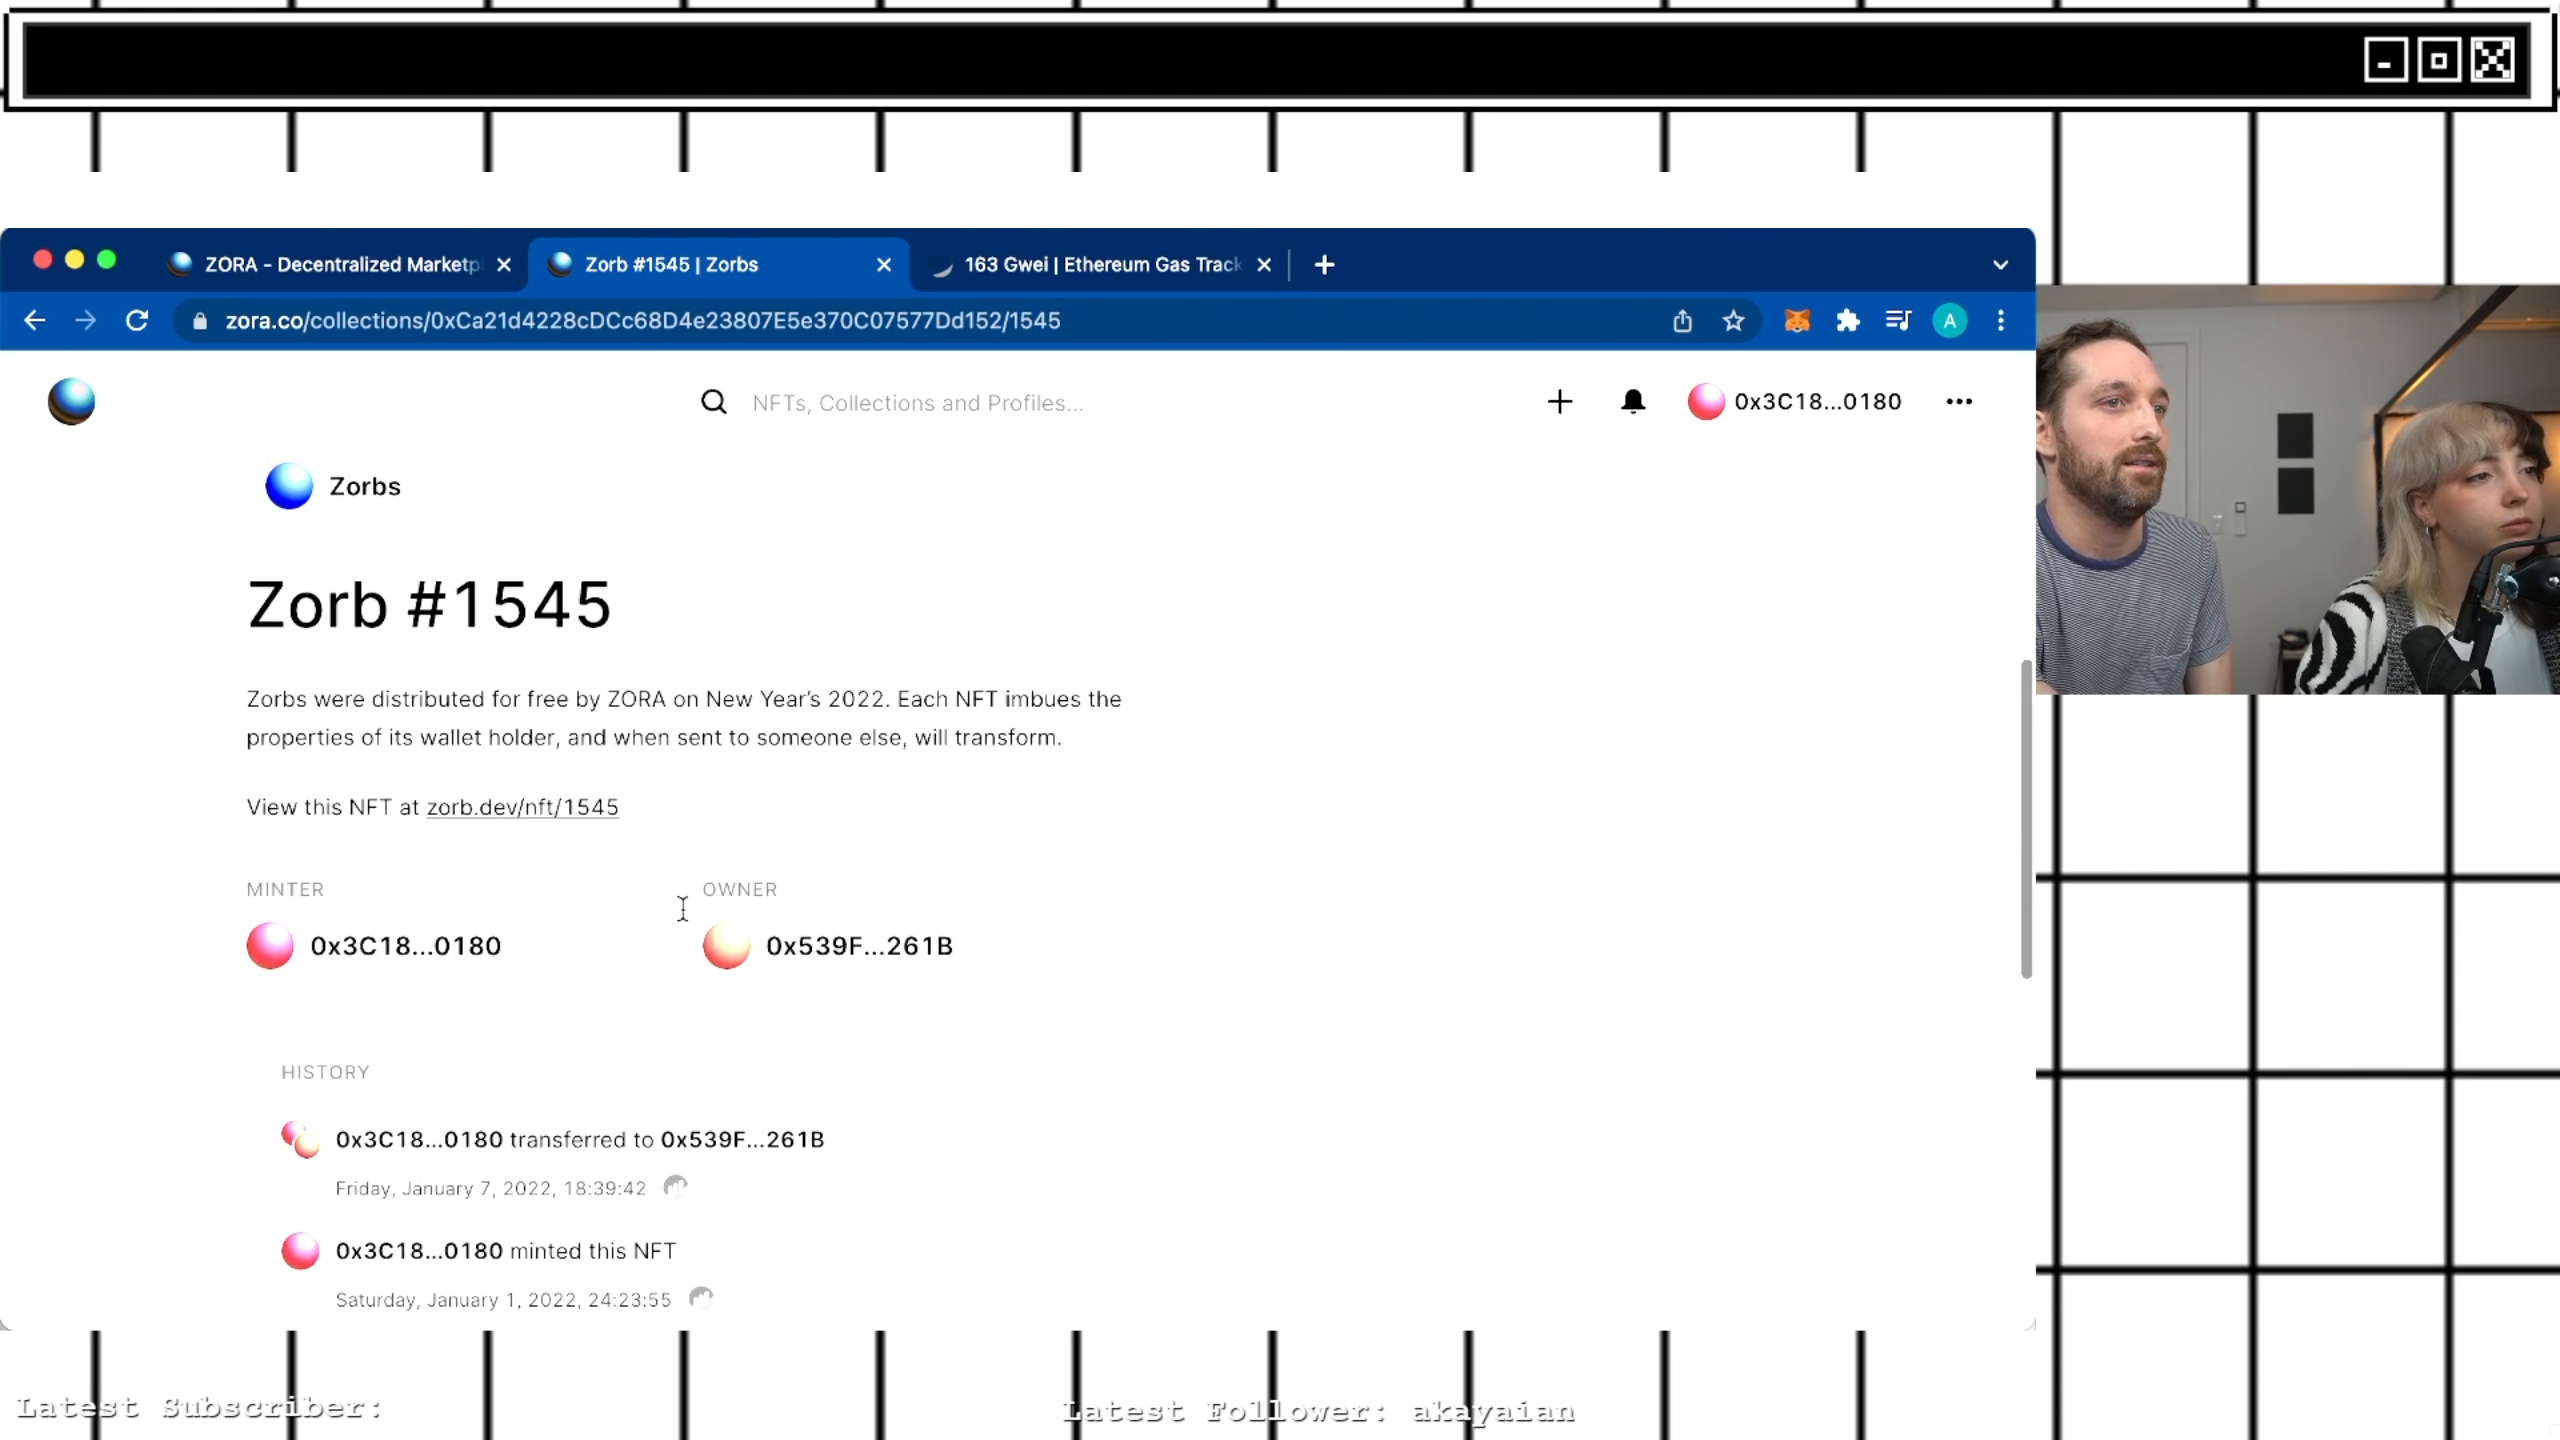 ZORA - Decentralized Marketp
Zorb #1545 | Zorbs
163 Gwei | Ethereum Gas Track
zora.co/collections/0xCa21d4228cDCc68D4e23807E5e370C07577Dd152/1545
A
NFTs, Collections and Profiles...
0x3C18...0180
Zorbs
Zorb #1545
Zorbs were distributed for free by ZORA on New Year's 2022. Each NFT imbues the
properties of its wallet holder, and when sent to someone else, will transform.
View this NFT at zorb.dev/nft/1545
MINTER
OWNER
0x3C18...0180
0x539F...261B
HISTORY
0x3C18...0180 transferred to 0x539F...261B
Friday, January 7, 2022, 18:39:42
0x3C18...0180 minted this NFT
Saturday, January 1, 2022, 24:23:55
Latest Subscriber:
Latest Follower: akayaian